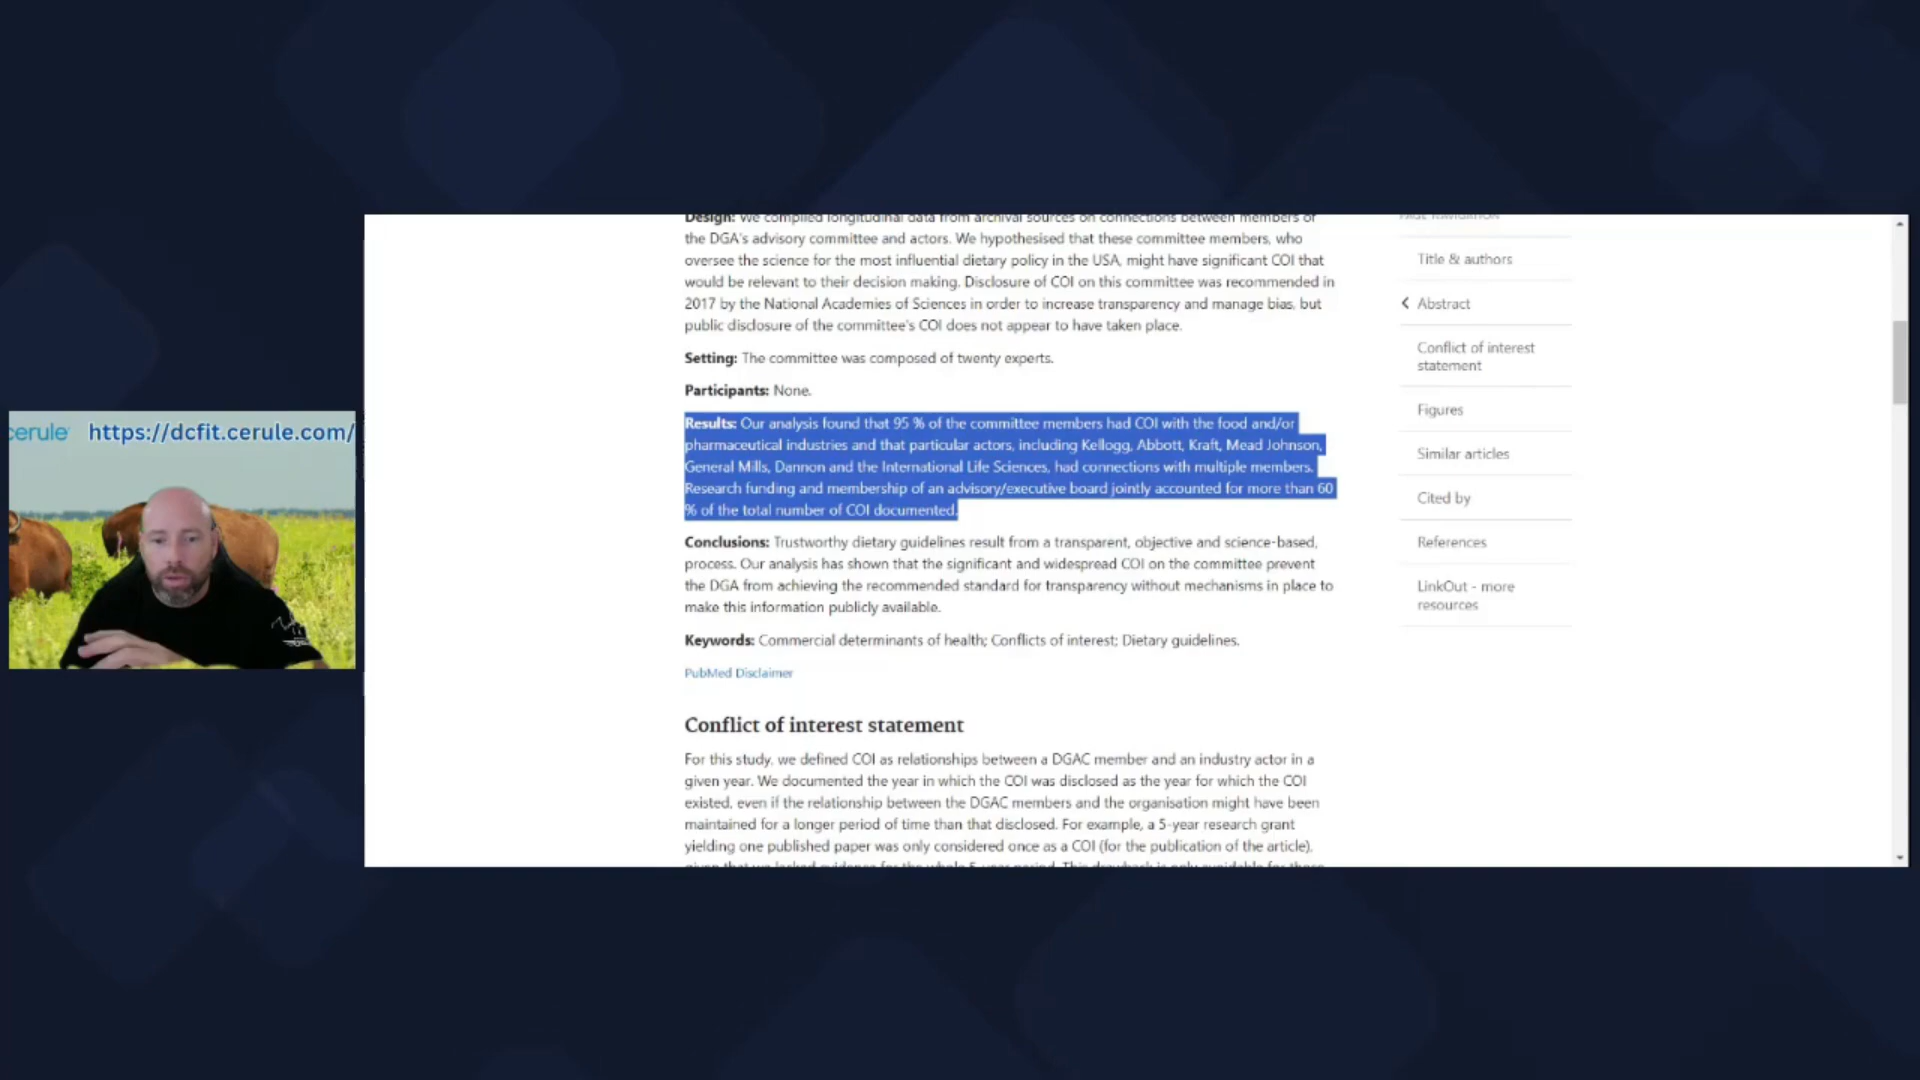 Design: We compiled longitudinal data from archival sources on connections between members of
the DGA's advisory committee and actors. We hypothesised that these committee members, who
oversee the science for the most influential dietary policy in the USA, might have significant COI that
would be relevant to their decision making. Disclosure of COI on this committee was recommended in
2017 by the National Academies of Sciences in order to increase transparency and manage bias, but
public disclosure of the committee's COI does not appear to have taken place.
Setting: The committee was composed of twenty experts.
Participants: None.
Results: Our analysis found that 95 % of the committee members had COI with the food and/or
pharmaceutical industries and that particular actors, including Kellogg, Abbott, Kraft, Mead Johnson,
General Mills, Dannon and the International Life Sciences, had connections with multiple members.
Research funding and membership of an advisory/executive board jointly accounted for more than 60
% of the total number of COI documented.
Conclusions: Trustworthy dietary guidelines result from a transparent, objective and science-based,
process. Our analysis has shown that the significant and widespread COI on the committee prevent
the DGA from achieving the recommended standard for transparency without mechanisms in place to
make this information publicly available.
Keywords: Commercial determinants of health; Conflicts of interest; Dietary guidelines.
PubMed Disclaimer
Conflict of interest statement
For this study, we defined COI as relationships between a DGAC member and an industry actor in a
given year. We documented the year in which the COI was disclosed as the year for which the COI
existed, even if the relationship between the DGAC members and the organisation might have been
maintained for a longer period of time than that disclosed. For example, a 5-year research grant
yielding one published paper was only considered once as a COI (for the publication of the article),
PAGE NAVIGATION
Title & authors
Abstract
Conflict of interest
statement
Figures
Similar articles
Cited by
References
LinkOut - more
resources
cerule
https://dcfit.cerule.com/